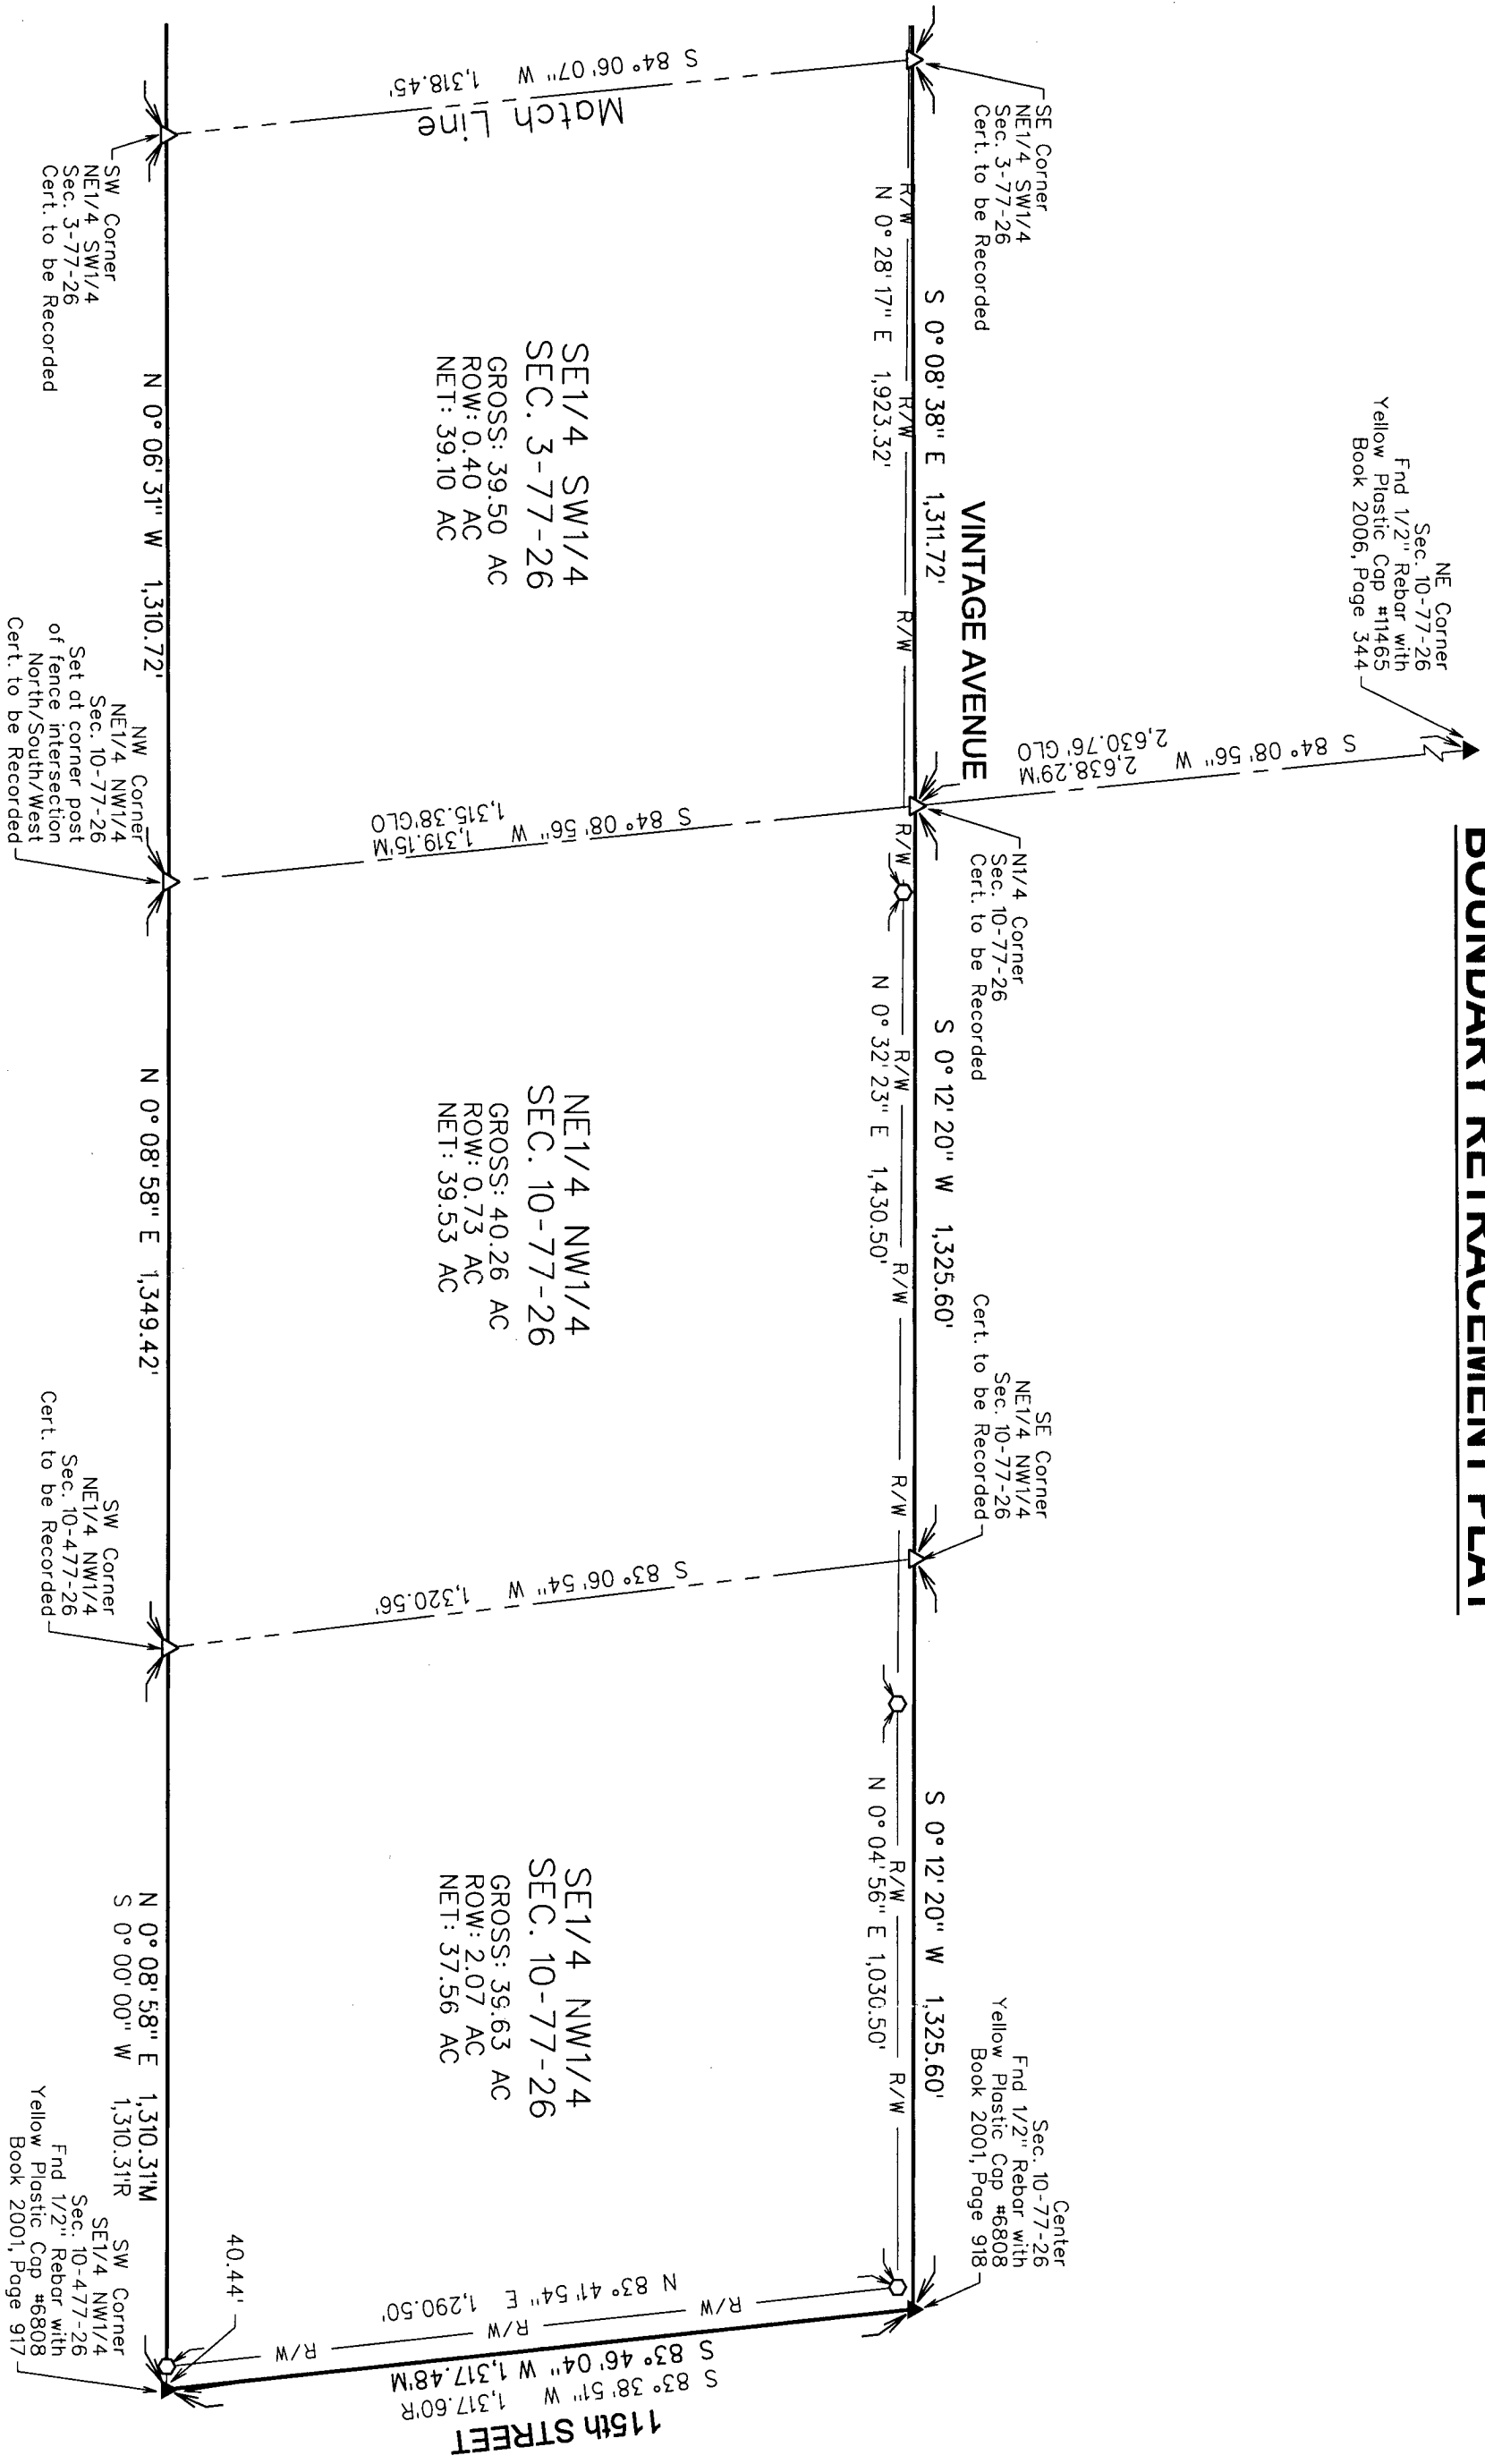 BOUNDARY RETRACEMENT PLAT
NE Corner
Sec. 10-77-26
Fnd 1/2" Rebar with
Yellow Plastic Cap #11465
Book 2006, Page 344
S 84° 08' 56" W 2,638.29'M
2,630.76' GLO
SE Corner
NE1/4 SW1/4
Sec. 3-77-26
Cert. to be Recorded
VINTAGE AVENUE
S 0° 08' 38" E 1,311.72'
R/W R/W R/W
N 0° 28' 17" E 1,923.32'
N1/4 Corner
Sec. 10-77-26
Cert. to be Recorded
S 0° 12' 20" W 1,325.60'
R/W R/W R/W R/W
N 0° 32' 23" E 1,430.50'
SE Corner
NE1/4 NW1/4
Sec. 10-77-26
Cert. to be Recorded
S 0° 12' 20" W 1,325.60'
R/W R/W
N 0° 04' 56" E 1,030.50'
Center
Sec. 10-77-26
Fnd 1/2" Rebar with
Yellow Plastic Cap #6808
Book 2001, Page 918
S 84° 06' 07" W 1,318.45'
Match Line
SE1/4 SW1/4
SEC. 3-77-26
GROSS: 39.50 AC
ROW: 0.40 AC
NET: 39.10 AC
S 84° 08' 56" W 1,319.15'M
1,315.38'GLO
NE1/4 NW1/4
SEC. 10-77-26
GROSS: 40.26 AC
ROW: 0.73 AC
NET: 39.53 AC
S 83° 06' 54" W 1,320.56'
SE1/4 NW1/4
SEC. 10-77-26
GROSS: 39.63 AC
ROW: 2.07 AC
NET: 37.56 AC
N 83° 41' 54" E 1,290.50'
R/W R/W R/W
S 83° 46' 04" W 1,317.48'M
S 83° 38' 51" W 1,317.60'R
115th STREET
40.44'
SW Corner
NE1/4 SW1/4
Sec. 3-77-26
Cert. to be Recorded
N 0° 06' 31" W 1,310.72'
NW Corner
NE1/4 NW1/4
Sec. 10-77-26
Set at corner post
of fence intersection
North/South/West
Cert. to be Recorded
N 0° 08' 58" E 1,349.42'
SW Corner
NE1/4 NW1/4
Sec. 10-477-26
Cert. to be Recorded
N 0° 08' 58" E 1,310.31'M
S 0° 00' 00" W 1,310.31'R
SW Corner
SE1/4 NW1/4
Sec. 10-477-26
Fnd 1/2" Rebar with
Yellow Plastic Cap #6808
Book 2001, Page 917